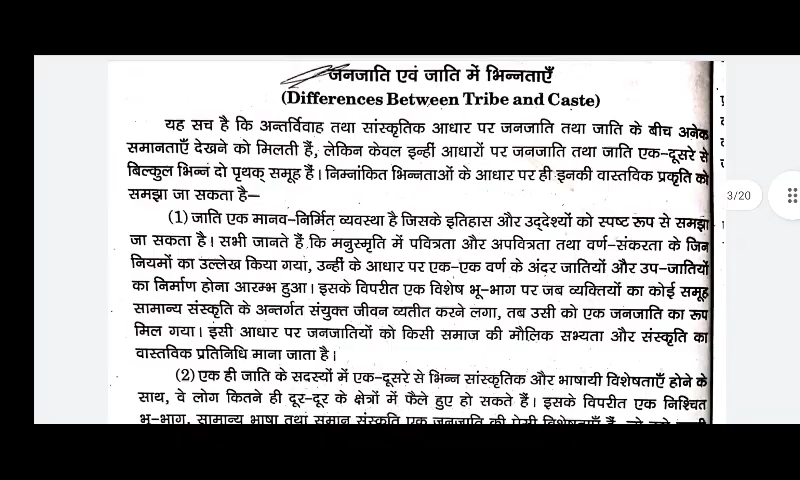 जनजाति एवं जाति में भिन्नताएँ
(Differences Between Tribe and Caste)
यह सच है कि अन्तर्विवाह तथा सांस्कृतिक आधार पर जनजाति तथा जाति के बीच अनेक
समानताएँ देखने को मिलती हैं, लेकिन केवल इन्हीं आधारों पर जनजाति तथा जाति एक-दूसरे से
बिल्कुल भिन्न दो पृथक् समूह हैं। निम्नांकित भिन्नताओं के आधार पर ही इनकी वास्तविक प्रकृति को
समझा जा सकता है—
(1) जाति एक मानव-निर्मित व्यवस्था है जिसके इतिहास और उद्देश्यों को स्पष्ट रूप से समझा
जा सकता है। सभी जानते हैं कि मनुस्मृति में पवित्रता और अपवित्रता तथा वर्ण-संकरता के जिन
नियमों का उल्लेख किया गया, उन्हीं के आधार पर एक-एक वर्ण के अंदर जातियों और उप-जातियों
का निर्माण होना आरम्भ हुआ। इसके विपरीत एक विशेष भू-भाग पर जब व्यक्तियों का कोई समूह
सामान्य संस्कृति के अन्तर्गत संयुक्त जीवन व्यतीत करने लगा, तब उसी को एक जनजाति का रूप
मिल गया। इसी आधार पर जनजातियों को किसी समाज की मौलिक सभ्यता और संस्कृति का
वास्तविक प्रतिनिधि माना जाता है।
3/20
(2) एक ही जाति के सदस्यों में एक-दूसरे से भिन्न सांस्कृतिक और भाषायी विशेषताएँ होने के
साथ, वे लोग कितने ही दूर-दूर के क्षेत्रों में फैले हुए हो सकते हैं। इसके विपरीत एक निश्चित
भू-भाग, सामान्य भाषा तथा समान संस्कृति एक जनजाति की ऐसी विशेषताएँ हैं